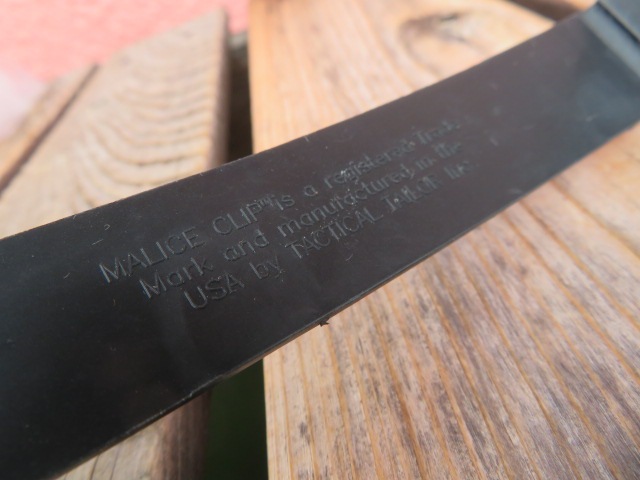 MALICE CLIP™ is a registered Trade
Mark and manufactured in the
USA by TACTICAL TAILOR Inc.